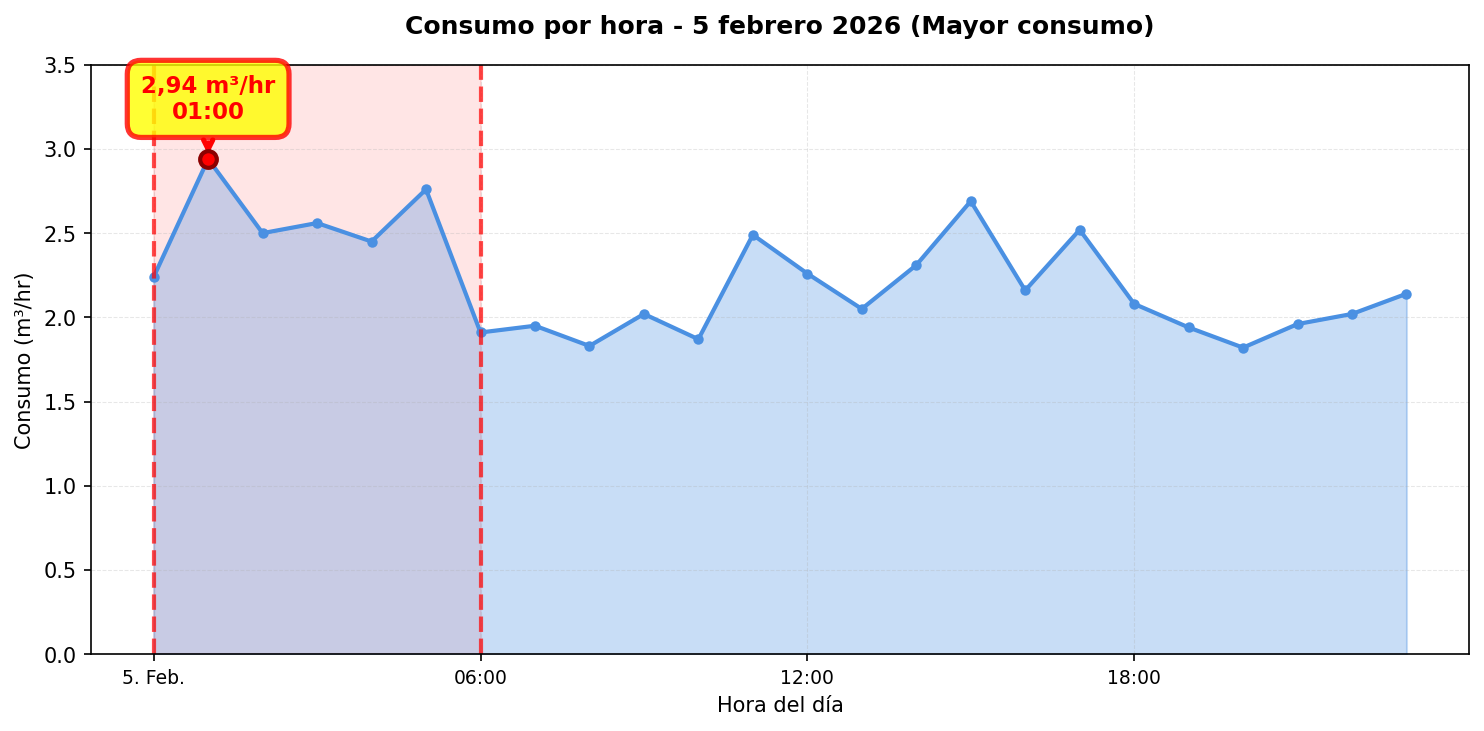 Consumo por hora - 5 febrero 2026 (Mayor consumo)
2,94 m³/hr
01:00
Consumo (m³/hr)
3.5
3.0
2.5
2.0
1.5
1.0
0.5
0.0
5. Feb.
06:00
12:00
18:00
Hora del día